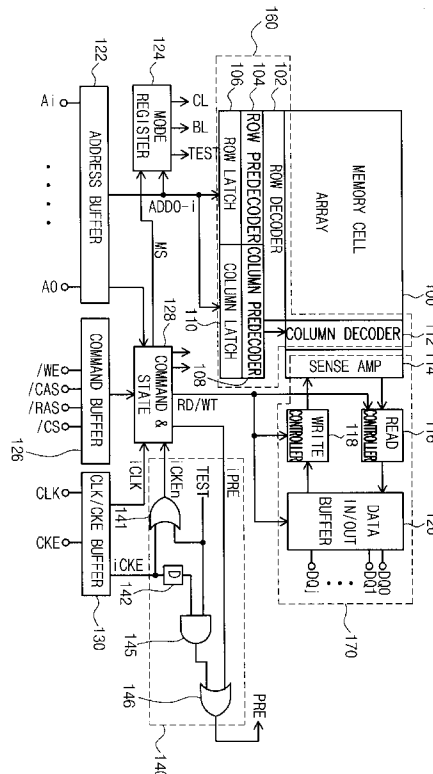 160
106
104
102
ROW LATCH
ROW PREDECODER
ROW DECODER
MEMORY CELL
ARRAY
100
COLUMN LATCH
COLUMN PREDECODER
COLUMN DECODER
112
110
108
SENSE AMP
114
WRITE
CONTROLLER
118
READ
CONTROLLER
116
DATA
IN/OUT
BUFFER
120
DQj
DQ1
DQ0
170
122
ADDRESS BUFFER
Ai
A0
124
MODE
REGISTER
CL
BL
TEST
ADD0-i
MS
128
COMMAND &
STATE
RD/WT
/WE
/CAS
/RAS
/CS
COMMAND BUFFER
126
CLK
CKE
CLK/CKE BUFFER
130
iCLK
iCKE
iCKEn
141
TEST
iPRE
D
142
145
146
PRE
140